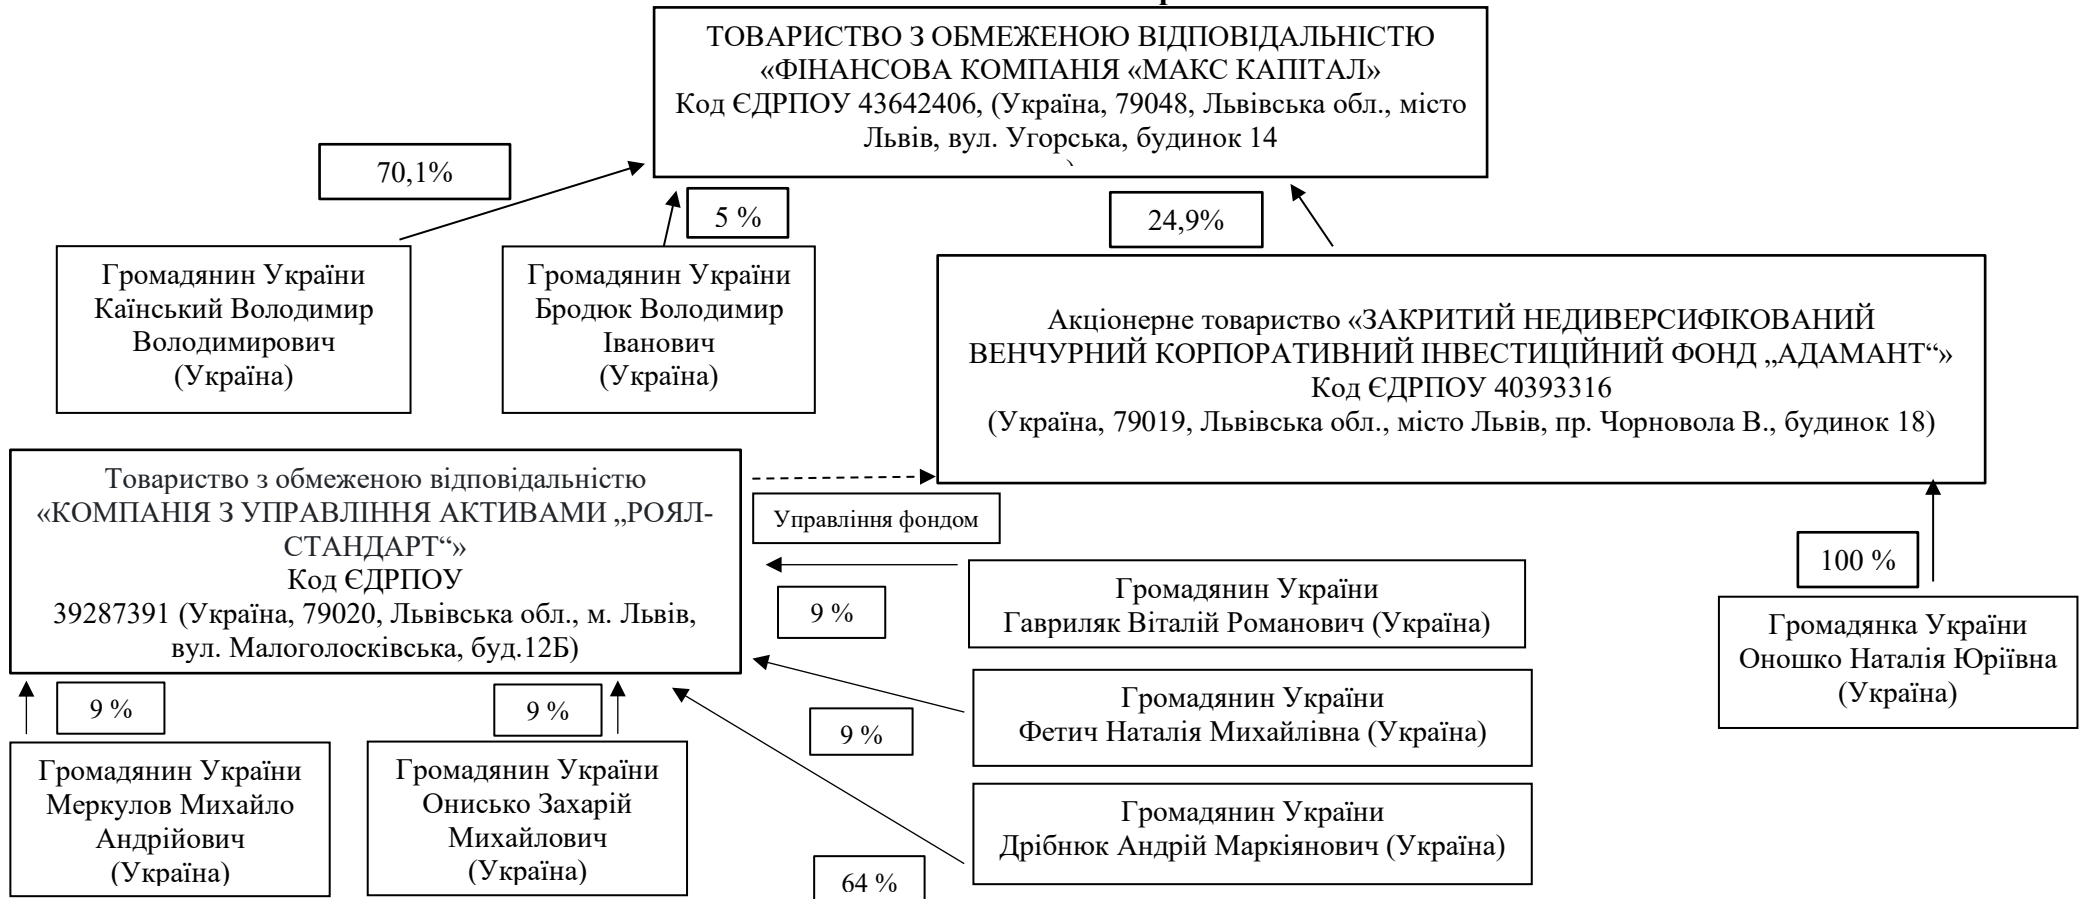 ТОВАРИСТВО З ОБМЕЖЕНОЮ ВІДПОВІДАЛЬНІСТЮ
«ФІНАНСОВА КОМПАНІЯ «МАКС КАПІТАЛ»
Код ЄДРПОУ 43642406, (Україна, 79048, Львівська обл., місто
Львів, вул. Угорська, будинок 14
)
70,1%
5 %
24,9%
Громадянин України
Каїнський Володимир
Володимирович
(Україна)
Громадянин України
Бродюк Володимир
Іванович
(Україна)
Акціонерне товариство «ЗАКРИТИЙ НЕДИВЕРСИФІКОВАНИЙ
ВЕНЧУРНИЙ КОРПОРАТИВНИЙ ІНВЕСТИЦІЙНИЙ ФОНД „АДАМАНТ“»
Код ЄДРПОУ 40393316
(Україна, 79019, Львівська обл., місто Львів, пр. Чорновола В., будинок 18)
Товариство з обмеженою відповідальністю
«КОМПАНІЯ З УПРАВЛІННЯ АКТИВАМИ „РОЯЛ-
СТАНДАРТ“»
Код ЄДРПОУ
39287391 (Україна, 79020, Львівська обл., м. Львів,
вул. Малоголосківська, буд.12Б)
Управління фондом
100 %
9 %
Громадянин України
Гавриляк Віталій Романович (Україна)
Громадянка України
Оношко Наталія Юріївна
(Україна)
9 %
9 %
9 %
Громадянин України
Фетич Наталія Михайлівна (Україна)
Громадянин України
Меркулов Михайло
Андрійович
(Україна)
Громадянин України
Онисько Захарій
Михайлович
(Україна)
64 %
Громадянин України
Дрібнюк Андрій Маркіянович (Україна)